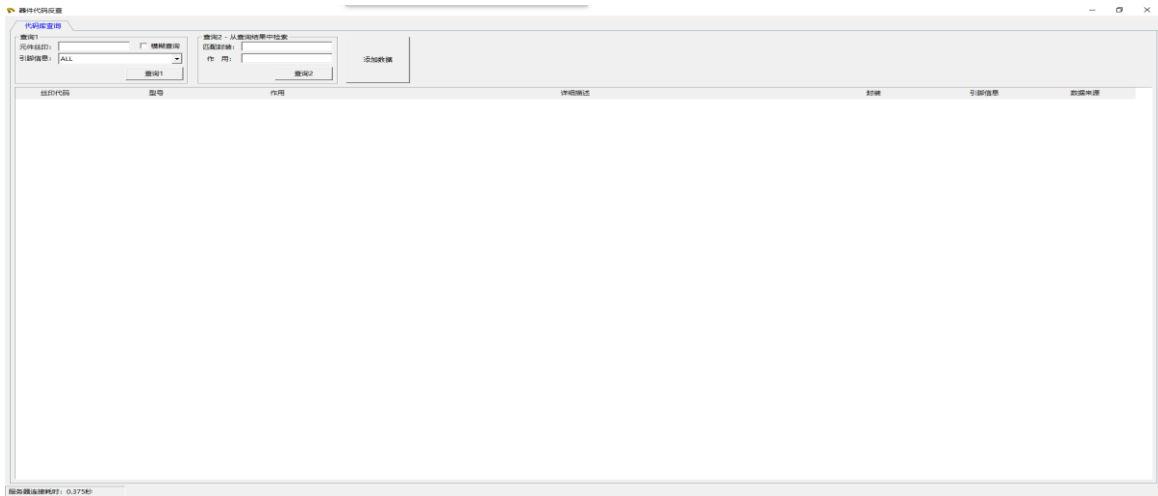 器件代码反查
代码库查询
查询1
元件丝印：
模糊查询
引脚信息： ALL
查询1
查询2 - 从查询结果中检索
匹配封装：
作 用：
查询2
添加数据
丝印代码 型号 作用 详细描述 封装 引脚信息 数据来源
服务器连接耗时：0.375秒